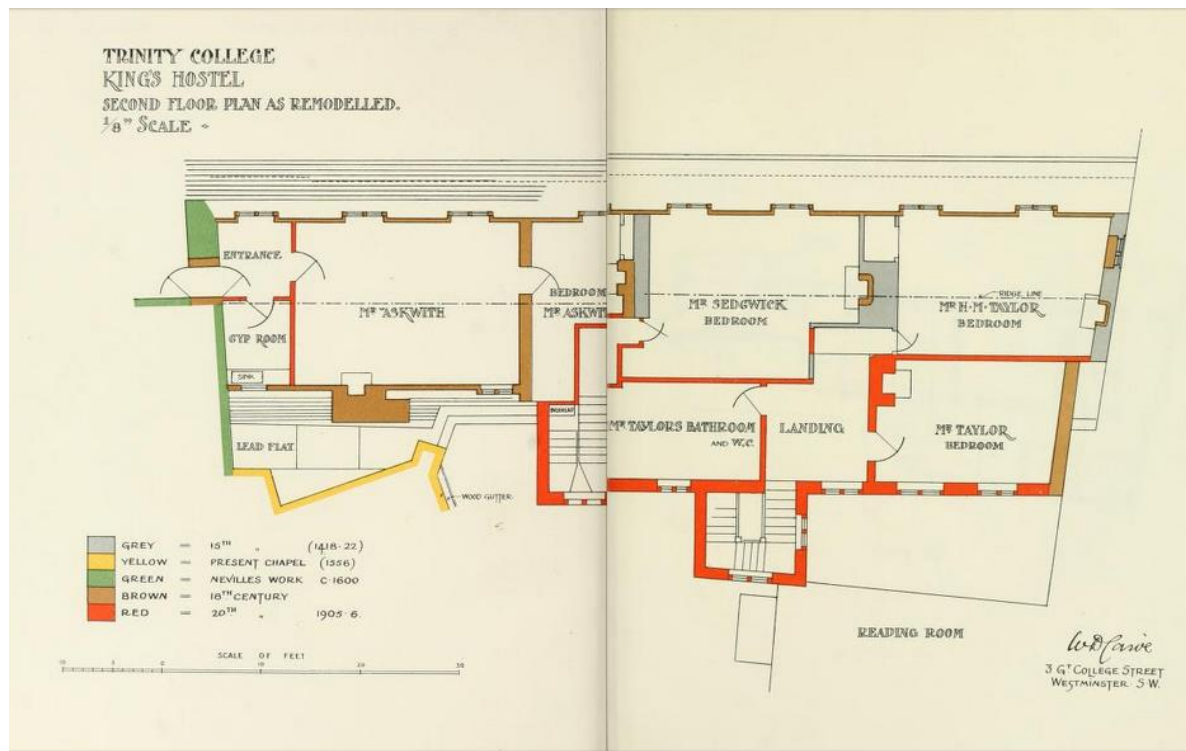 TRINITY COLLEGE
KING'S HOSTEL
SECOND FLOOR PLAN AS REMODELLED.
1/8" SCALE
ENTRANCE
GYP ROOM
SINK
LEAD FLAT
MR ASKWITH
BEDROOM
MR ASKWITH
WOOD GUTTER
MR SEDGWICK
BEDROOM
RIDGE LINE
MR H·M·TAYLOR
BEDROOM
MR TAYLORS BATHROOM
AND W.C.
LANDING
MR TAYLOR
BEDROOM
READING ROOM
GREY = 15TH " (1418-22)
YELLOW = PRESENT CHAPEL (1556)
GREEN = NEVILLES WORK C·1600
BROWN = 18TH CENTURY
RED = 20TH " 1905·6.
SCALE OF FEET
10 5 0 10 20 30
W D Caröe
3 GT COLLEGE STREET
WESTMINSTER·S·W.